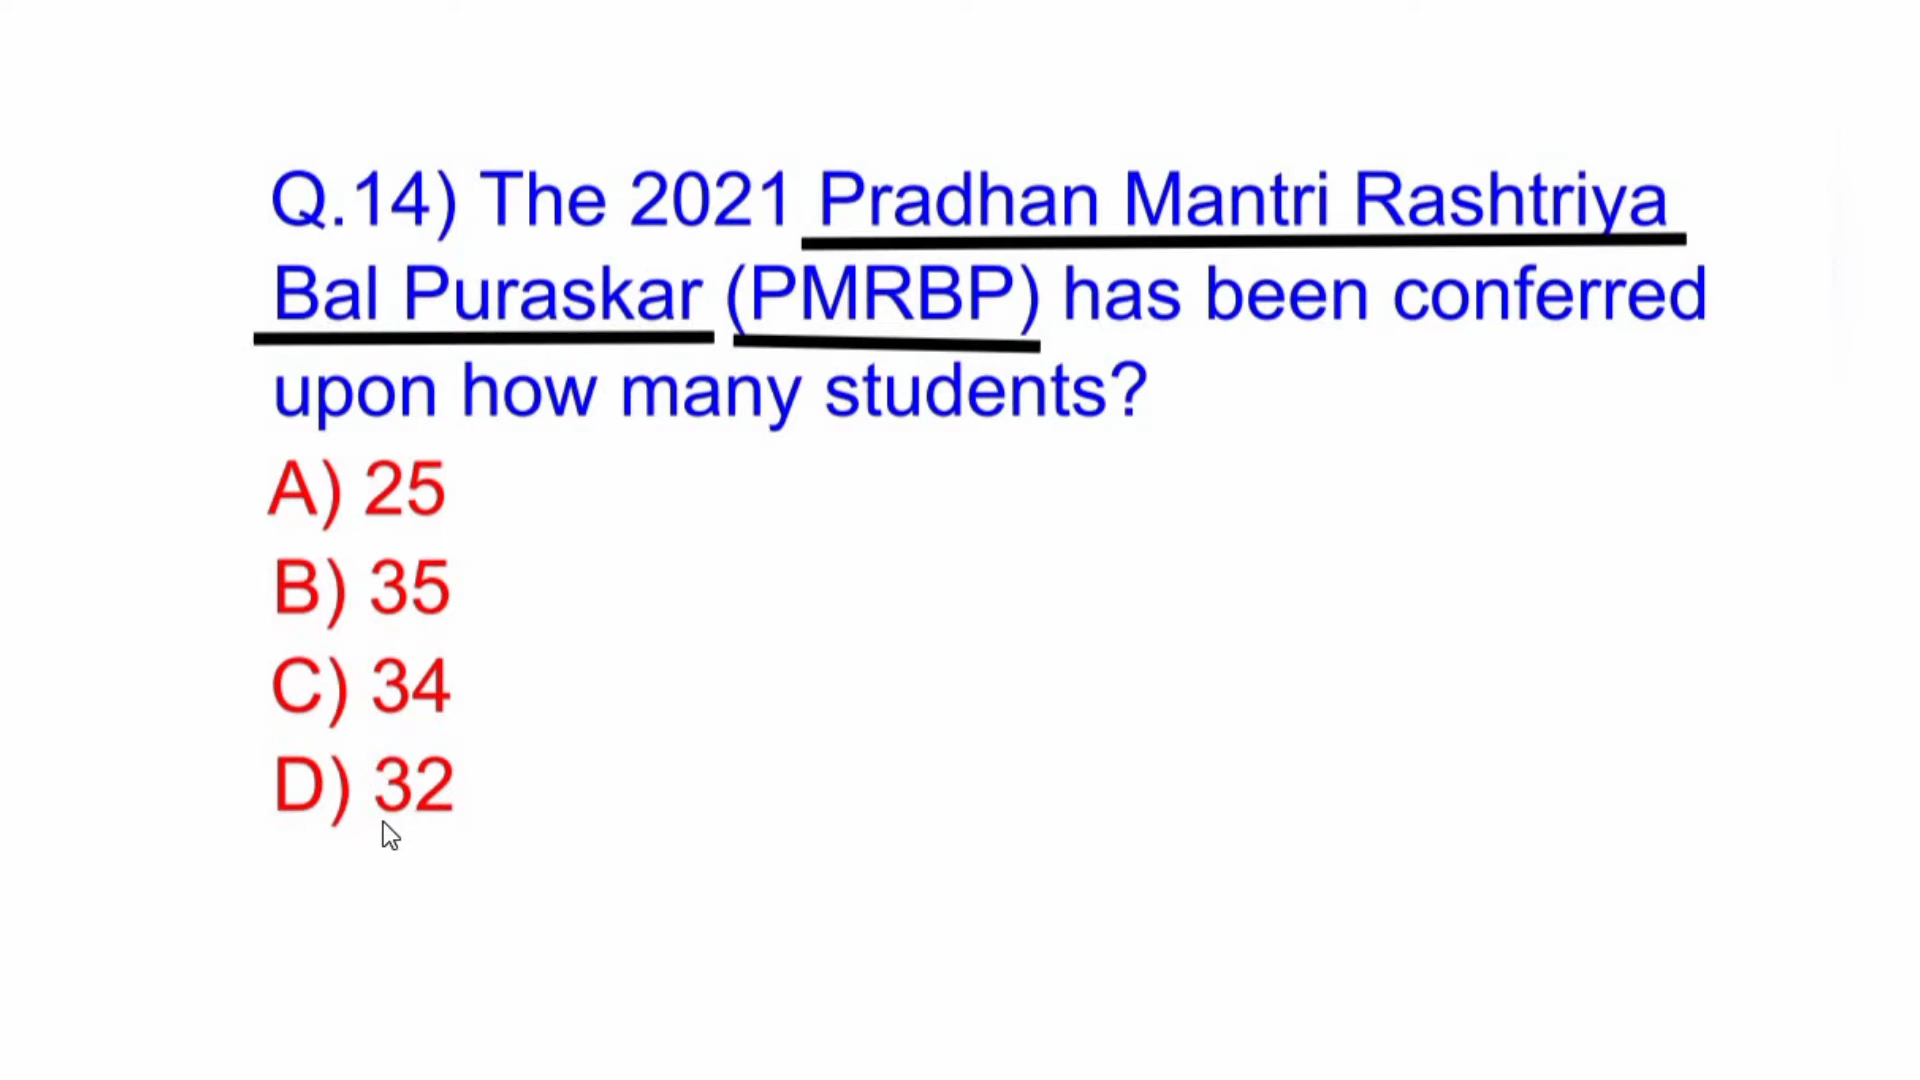 Q.14) The 2021 Pradhan Mantri Rashtriya
Bal Puraskar (PMRBP) has been conferred
upon how many students?
A) 25
B) 35
C) 34
D) 32